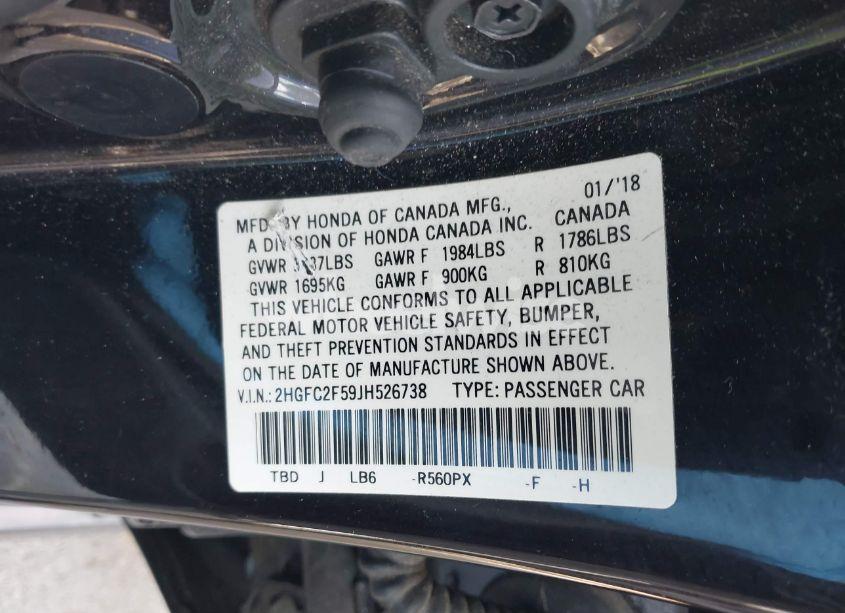 01/'18
MFD. BY HONDA OF CANADA MFG.,
A DIVISION OF HONDA CANADA INC. CANADA
GVWR GAWR F 1984LBS R 1786LBS
GVWR 1695KG GAWR F 900KG R 810KG
THIS VEHICLE CONFORMS TO ALL APPLICABLE
FEDERAL MOTOR VEHICLE SAFETY, BUMPER,
AND THEFT PREVENTION STANDARDS IN EFFECT
ON THE DATE OF MANUFACTURE SHOWN ABOVE.
V.I.N.: 2HGFC2F59JH526738 TYPE: PASSENGER CAR
TBD J LB6 -R560PX -F -H